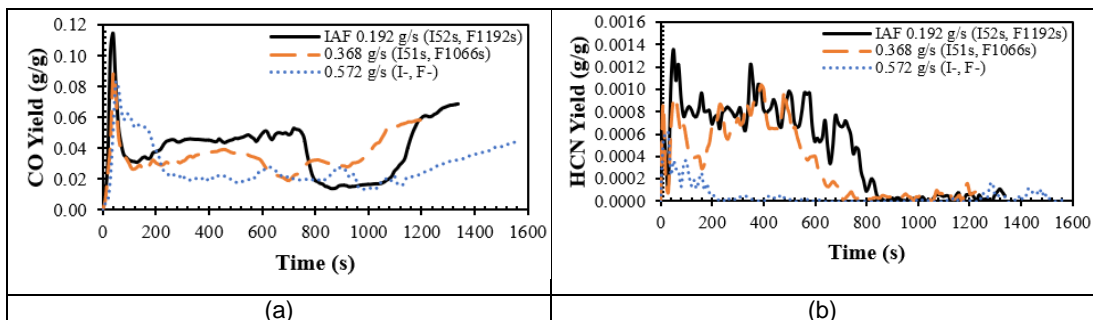 0.12
0.10
0.08
0.06
0.04
0.02
0.00
CO Yield (g/g)
IAF 0.192 g/s (I52s, F1192s)
0.368 g/s (I51s, F1066s)
0.572 g/s (I-, F-)
0 200 400 600 800 1000 1200 1400 1600
Time (s)
(a)
0.0016
0.0014
0.0012
0.0010
0.0008
0.0006
0.0004
0.0002
0.0000
HCN Yield (g/g)
IAF 0.192 g/s (I52s, F1192s)
0.368 g/s (I51s, F1066s)
0.572 g/s (I-, F-)
0 200 400 600 800 1000 1200 1400 1600
Time (s)
(b)